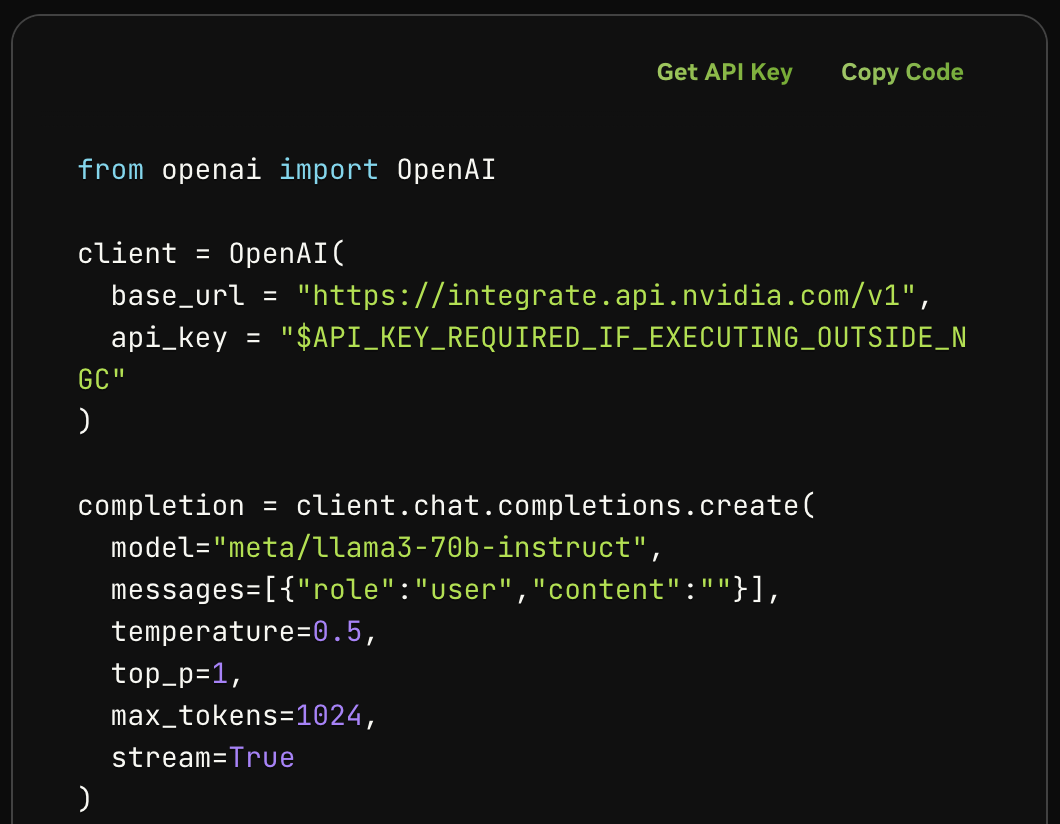 Get API Key Copy Code
from openai import OpenAI
client = OpenAI(
  base_url = "https://integrate.api.nvidia.com/v1",
  api_key = "$API_KEY_REQUIRED_IF_EXECUTING_OUTSIDE_N
GC"
)
completion = client.chat.completions.create(
  model="meta/llama3-70b-instruct",
  messages=[{"role":"user","content":""}],
  temperature=0.5,
  top_p=1,
  max_tokens=1024,
  stream=True
)